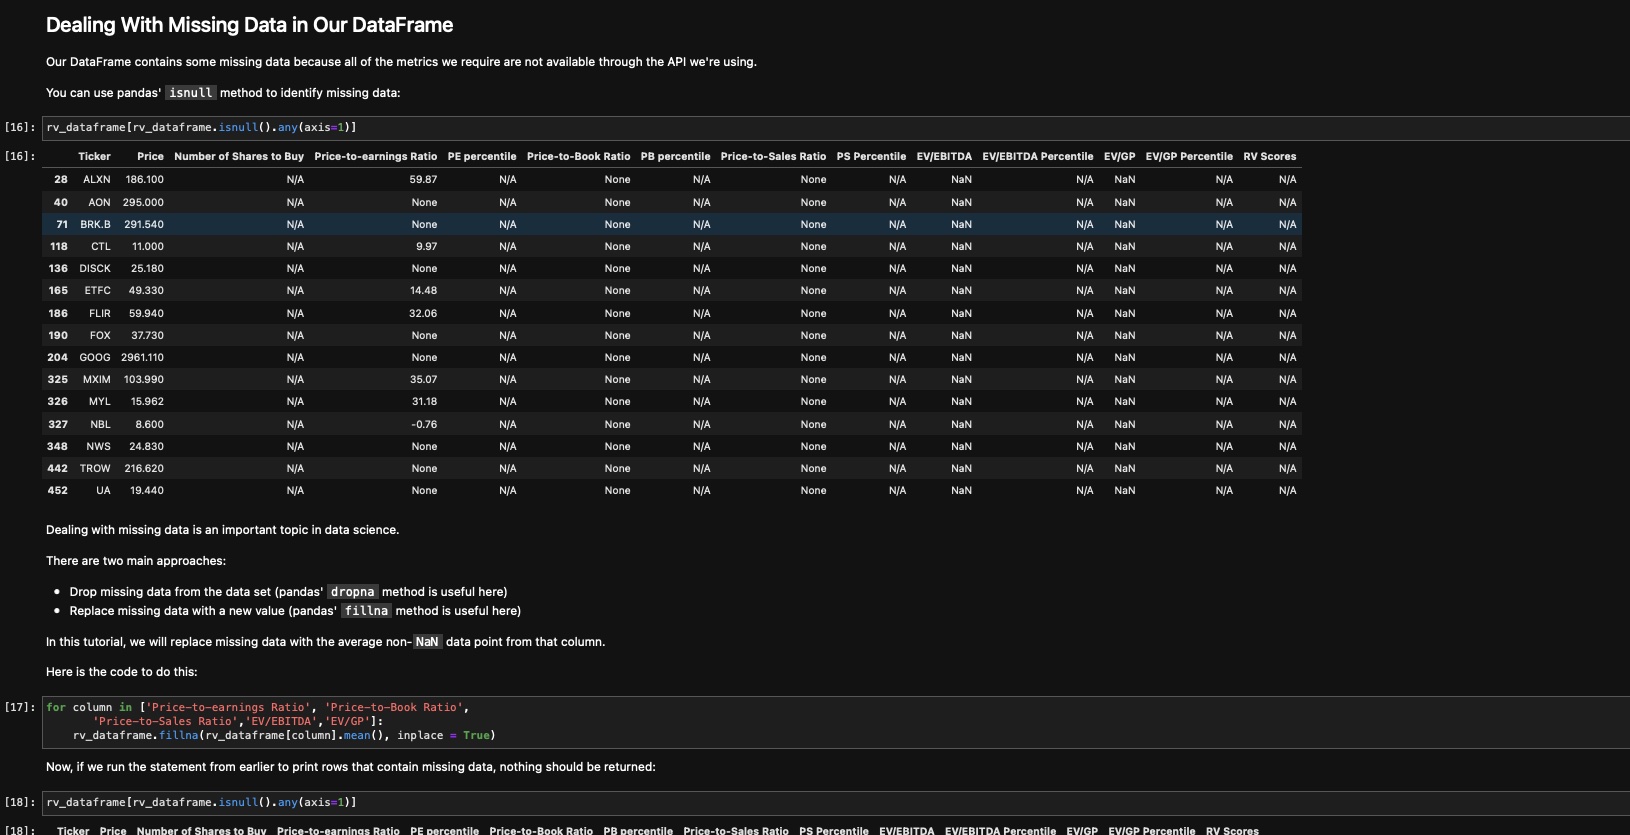 Dealing With Missing Data in Our DataFrame
Our DataFrame contains some missing data because all of the metrics we require are not available through the API we're using.
You can use pandas' isnull method to identify missing data:
[16]: rv_dataframe[rv_dataframe.isnull().any(axis=1)]
[16]: Ticker Price Number of Shares to Buy Price-to-earnings Ratio PE percentile Price-to-Book Ratio PB percentile Price-to-Sales Ratio PS Percentile EV/EBITDA EV/EBITDA Percentile EV/GP EV/GP Percentile RV Scores
28 ALXN 186.100 N/A 59.87 N/A None N/A None N/A NaN N/A NaN N/A N/A
40 AON 295.000 N/A None N/A None N/A None N/A NaN N/A NaN N/A N/A
71 BRK.B 291.540 N/A None N/A None N/A None N/A NaN N/A NaN N/A N/A
118 CTL 11.000 N/A 9.97 N/A None N/A None N/A NaN N/A NaN N/A N/A
136 DISCK 25.180 N/A None N/A None N/A None N/A NaN N/A NaN N/A N/A
165 ETFC 49.330 N/A 14.48 N/A None N/A None N/A NaN N/A NaN N/A N/A
186 FLIR 59.940 N/A 32.06 N/A None N/A None N/A NaN N/A NaN N/A N/A
190 FOX 37.730 N/A None N/A None N/A None N/A NaN N/A NaN N/A N/A
204 GOOG 2961.110 N/A None N/A None N/A None N/A NaN N/A NaN N/A N/A
325 MXIM 103.990 N/A 35.07 N/A None N/A None N/A NaN N/A NaN N/A N/A
326 MYL 15.962 N/A 31.18 N/A None N/A None N/A NaN N/A NaN N/A N/A
327 NBL 8.600 N/A -0.76 N/A None N/A None N/A NaN N/A NaN N/A N/A
348 NWS 24.830 N/A None N/A None N/A None N/A NaN N/A NaN N/A N/A
442 TROW 216.620 N/A None N/A None N/A None N/A NaN N/A NaN N/A N/A
452 UA 19.440 N/A None N/A None N/A None N/A NaN N/A NaN N/A N/A
Dealing with missing data is an important topic in data science.
There are two main approaches:
• Drop missing data from the data set (pandas' dropna method is useful here)
• Replace missing data with a new value (pandas' fillna method is useful here)
In this tutorial, we will replace missing data with the average non-NaN data point from that column.
Here is the code to do this:
[17]: for column in ['Price-to-earnings Ratio', 'Price-to-Book Ratio',
'Price-to-Sales Ratio','EV/EBITDA','EV/GP']:
rv_dataframe.fillna(rv_dataframe[column].mean(), inplace = True)
Now, if we run the statement from earlier to print rows that contain missing data, nothing should be returned:
[18]: rv_dataframe[rv_dataframe.isnull().any(axis=1)]
[18]: Ticker Price Number of Shares to Buy Price-to-earnings Ratio PE percentile Price-to-Book Ratio PB percentile Price-to-Sales Ratio PS Percentile EV/EBITDA EV/EBITDA Percentile EV/GP EV/GP Percentile RV Scores